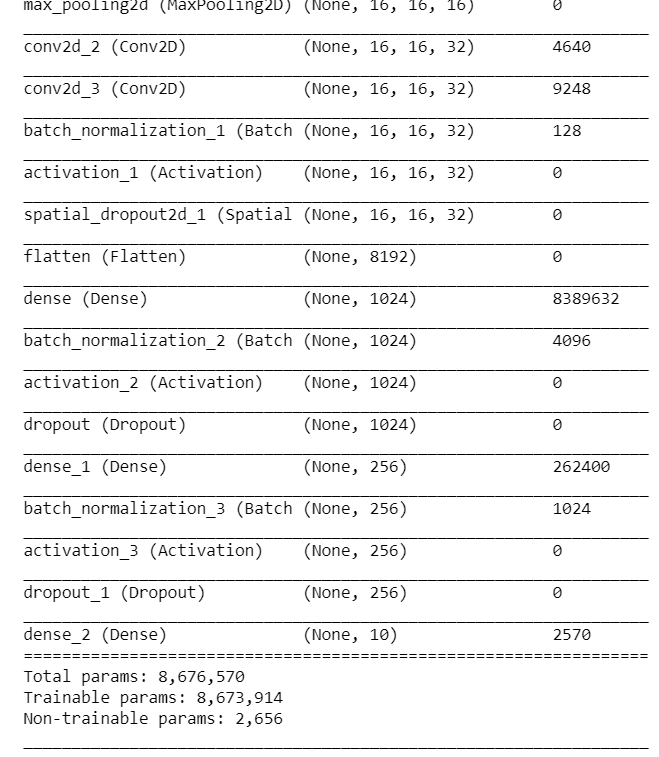 max_pooling2d (MaxPooling2D) (None, 16, 16, 16) 0
_________________________________________________________________
conv2d_2 (Conv2D) (None, 16, 16, 32) 4640
_________________________________________________________________
conv2d_3 (Conv2D) (None, 16, 16, 32) 9248
_________________________________________________________________
batch_normalization_1 (Batch (None, 16, 16, 32) 128
_________________________________________________________________
activation_1 (Activation) (None, 16, 16, 32) 0
_________________________________________________________________
spatial_dropout2d_1 (Spatial (None, 16, 16, 32) 0
_________________________________________________________________
flatten (Flatten) (None, 8192) 0
_________________________________________________________________
dense (Dense) (None, 1024) 8389632
_________________________________________________________________
batch_normalization_2 (Batch (None, 1024) 4096
_________________________________________________________________
activation_2 (Activation) (None, 1024) 0
_________________________________________________________________
dropout (Dropout) (None, 1024) 0
_________________________________________________________________
dense_1 (Dense) (None, 256) 262400
_________________________________________________________________
batch_normalization_3 (Batch (None, 256) 1024
_________________________________________________________________
activation_3 (Activation) (None, 256) 0
_________________________________________________________________
dropout_1 (Dropout) (None, 256) 0
_________________________________________________________________
dense_2 (Dense) (None, 10) 2570
=================================================================
Total params: 8,676,570
Trainable params: 8,673,914
Non-trainable params: 2,656
_________________________________________________________________